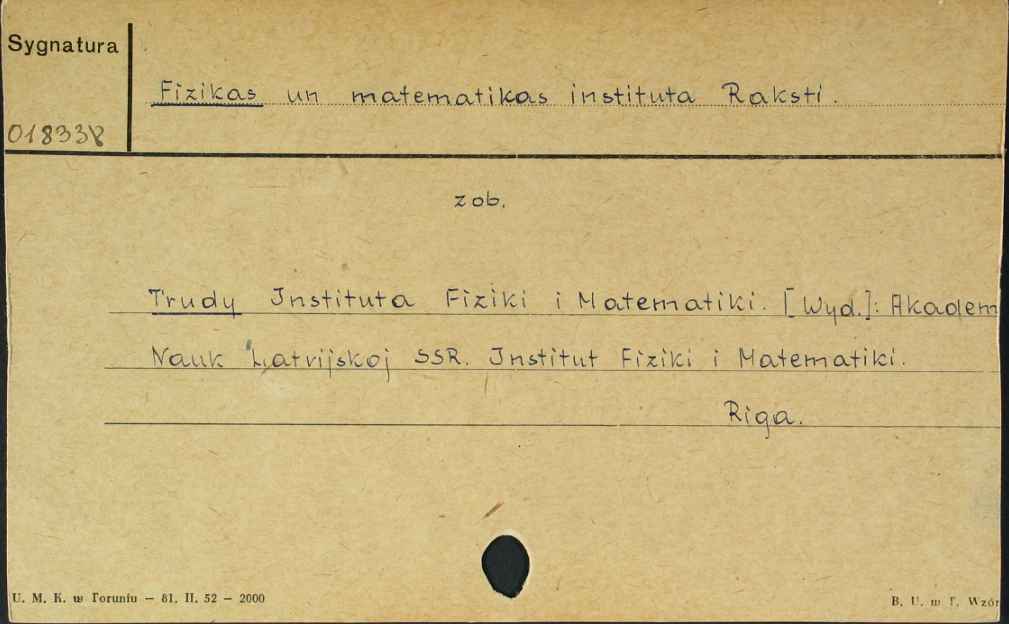 Sygnatura
Fizikas un matematikas instituta Raksti.
018338
zob.
Trudy Instituta Fiziki i Matematiki. [Wyd.]: Akadem
Nauk Latvijskoj SSR. Institut Fiziki i Matematiki.
Riga.
U. M. K. w Toruniu — 81. II. 52 — 2000
B. U. w T. Wzór